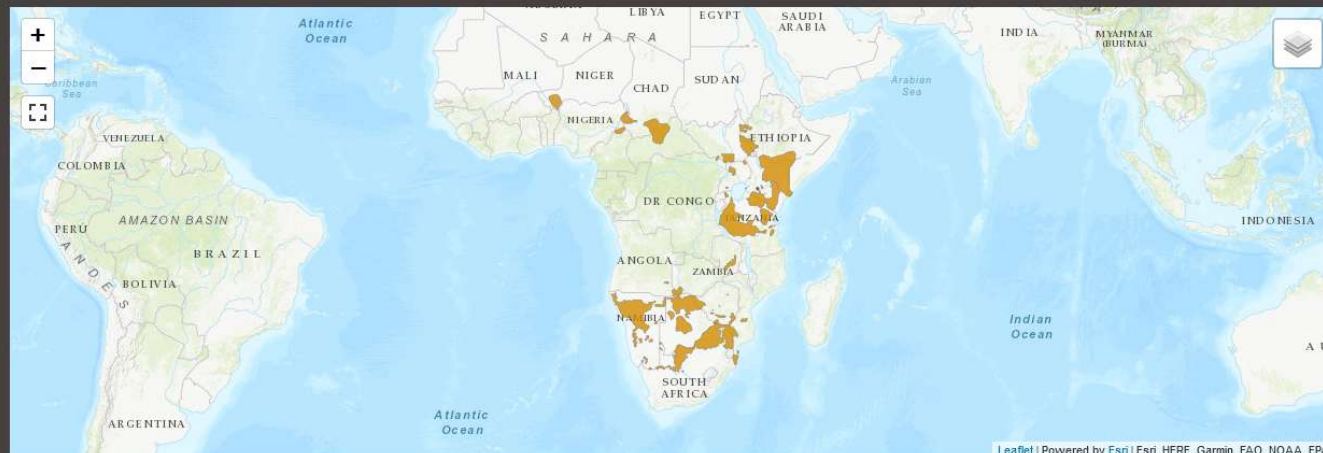 Atlantic
Ocean
LIBYA
EGYPT
SAUDI
ARABIA
SAHARA
INDIA
MYANMAR
(BURMA)
+
−
MALI
NIGER
CHAD
SUDAN
Arabian
Sea
Caribbean
Sea
NIGERIA
ETHIOPIA
VENEZUELA
COLOMBIA
DR CONGO
AMAZON BASIN
TANZANIA
INDONESIA
PERU
ANDES
BRAZIL
ANGOLA
ZAMBIA
BOLIVIA
NAMIBIA
Indian
Ocean
SOUTH
AFRICA
Atlantic
Ocean
ARGENTINA
Leaflet | Powered by Esri | Esri, HERE, Garmin, FAO, NOAA,